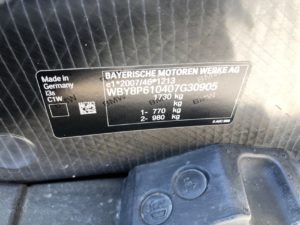 BAYERISCHE MOTOREN WERKE AG
e1*2007/46*1213
WBY8P610407G30905
1730 kg
kg
1- 770 kg
2- 980 kg
Made in
Germany
I3s
C1W